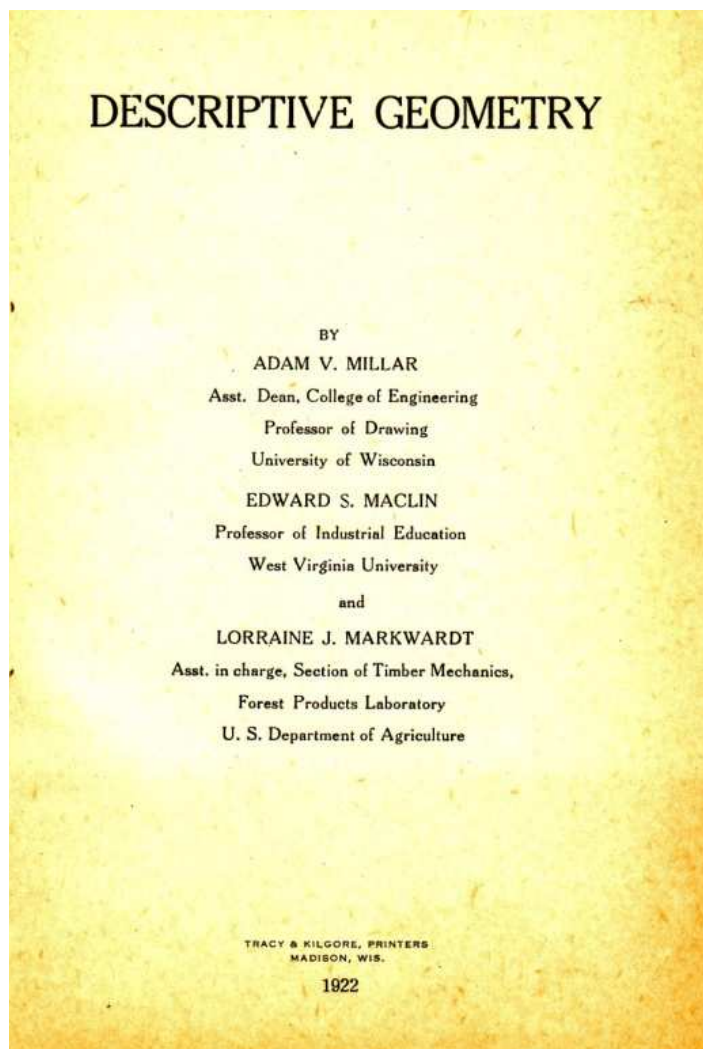 DESCRIPTIVE GEOMETRY
BY
ADAM V. MILLAR
Asst. Dean, College of Engineering
Professor of Drawing
University of Wisconsin
EDWARD S. MACLIN
Professor of Industrial Education
West Virginia University
and
LORRAINE J. MARKWARDT
Asst. in charge, Section of Timber Mechanics,
Forest Products Laboratory
U. S. Department of Agriculture
TRACY & KILGORE, PRINTERS
MADISON, WIS.
1922